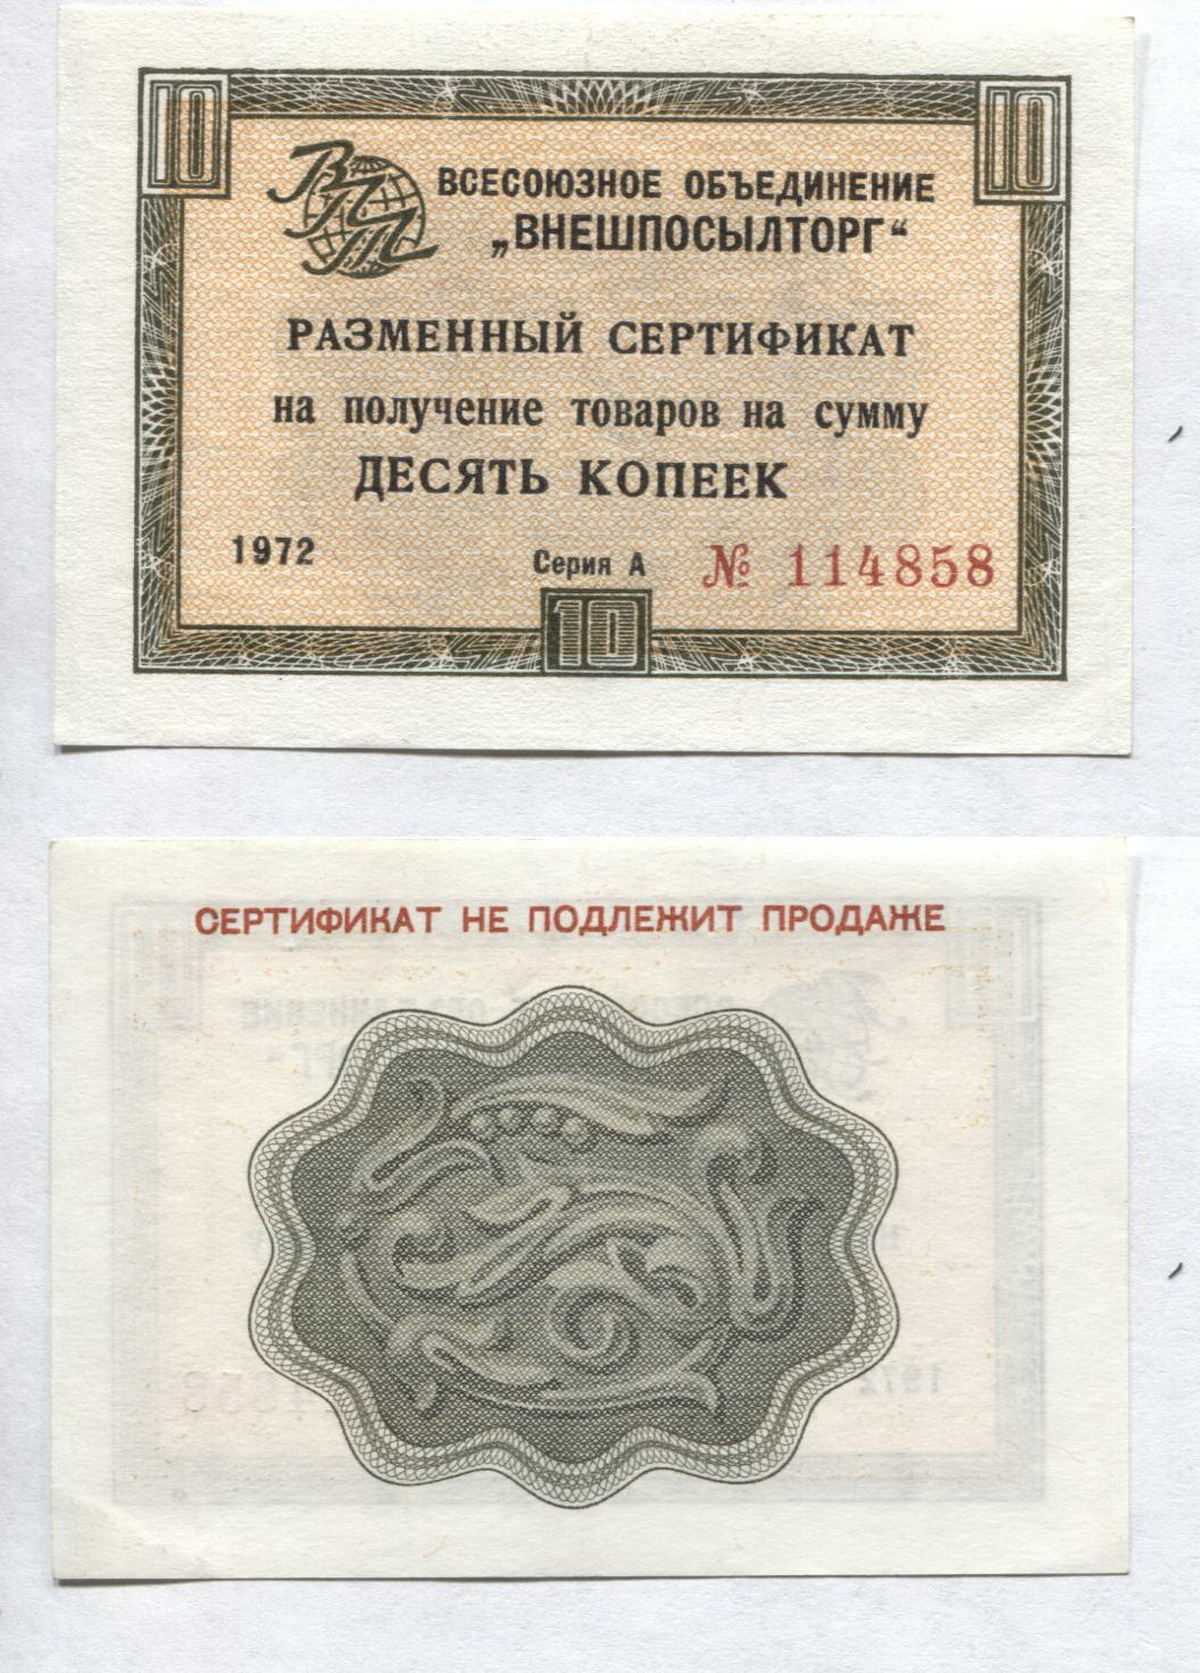 10 10
ВПТ
ВСЕСОЮЗНОЕ ОБЪЕДИНЕНИЕ
„ВНЕШПОСЫЛТОРГ“
РАЗМЕННЫЙ СЕРТИФИКАТ
на получение товаров на сумму
ДЕСЯТЬ КОПЕЕК
1972
Серия А № 114858
10
СЕРТИФИКАТ НЕ ПОДЛЕЖИТ ПРОДАЖЕ